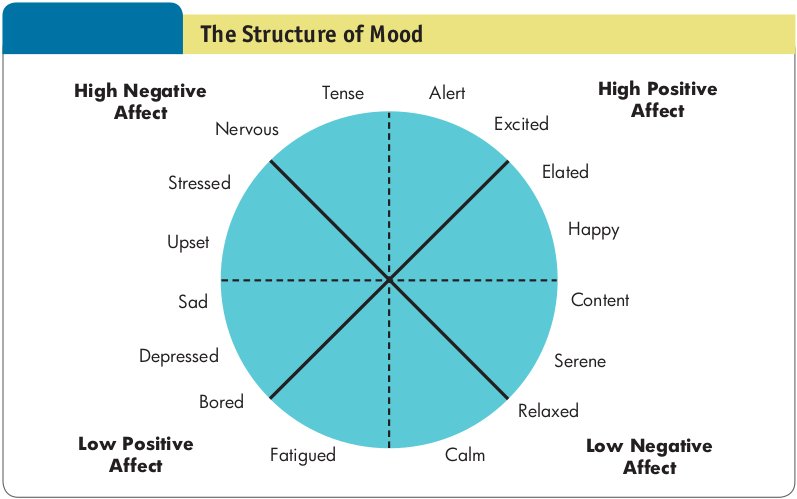 The Structure of Mood
High Negative
Affect
High Positive
Affect
Tense
Alert
Nervous
Excited
Stressed
Elated
Upset
Happy
Sad
Content
Depressed
Serene
Bored
Relaxed
Low Positive
Affect
Fatigued
Calm
Low Negative
Affect